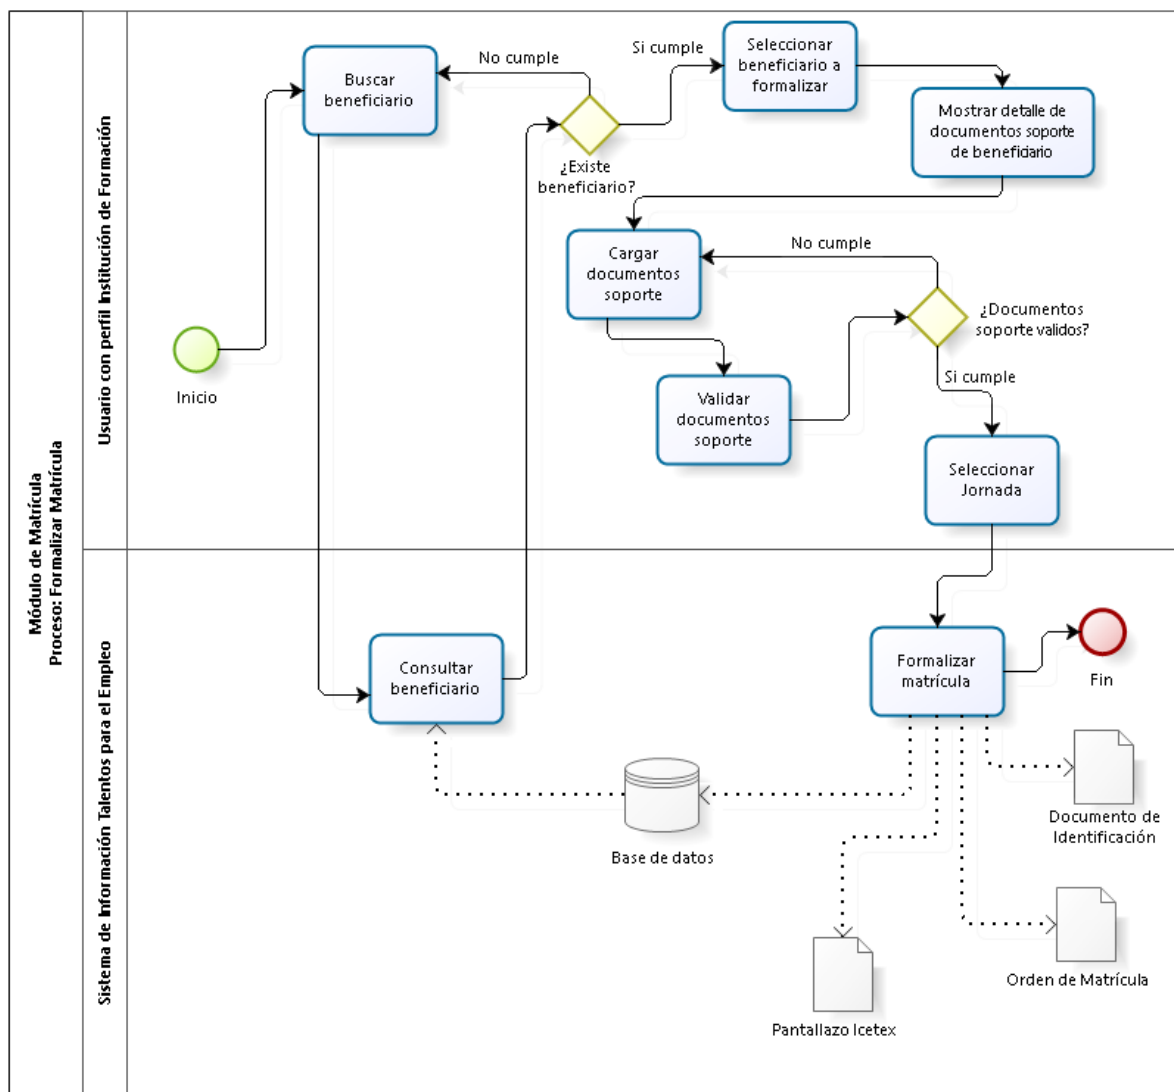 Módulo de Matrícula
Proceso: Formalizar Matrícula
Usuario con perfil Institución de Formación
Inicio
Buscar
beneficiario
No cumple
¿Existe
beneficiario?
Si cumple
Seleccionar
beneficiario a
formalizar
Mostrar detalle de
documentos soporte
de beneficiario
Cargar
documentos
soporte
No cumple
¿Documentos
soporte validos?
Validar
documentos
soporte
Si cumple
Seleccionar
Jornada
Sistema de Información Talentos para el Empleo
Consultar
beneficiario
Formalizar
matrícula
Fin
Base de datos
Documento de
Identificación
Orden de Matrícula
Pantallazo Icetex